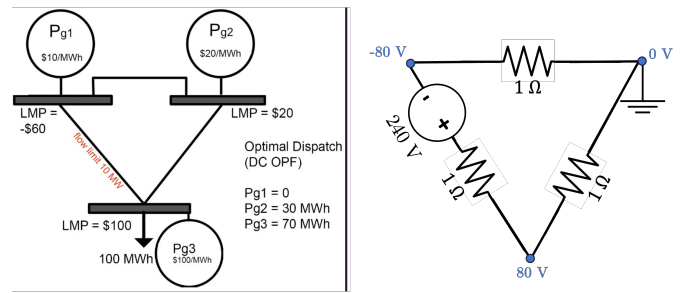 Pg1
$10/MWh
Pg2
$20/MWh
LMP =
-$60
LMP = $20
flow limit 10 MW
Optimal Dispatch
(DC OPF)
Pg1 = 0
Pg2 = 30 MWh
Pg3 = 70 MWh
LMP = $100
100 MWh
Pg3
$100/MWh
-80 V
0 V
1 Ω
-
+
240 V
1 Ω
1 Ω
80 V